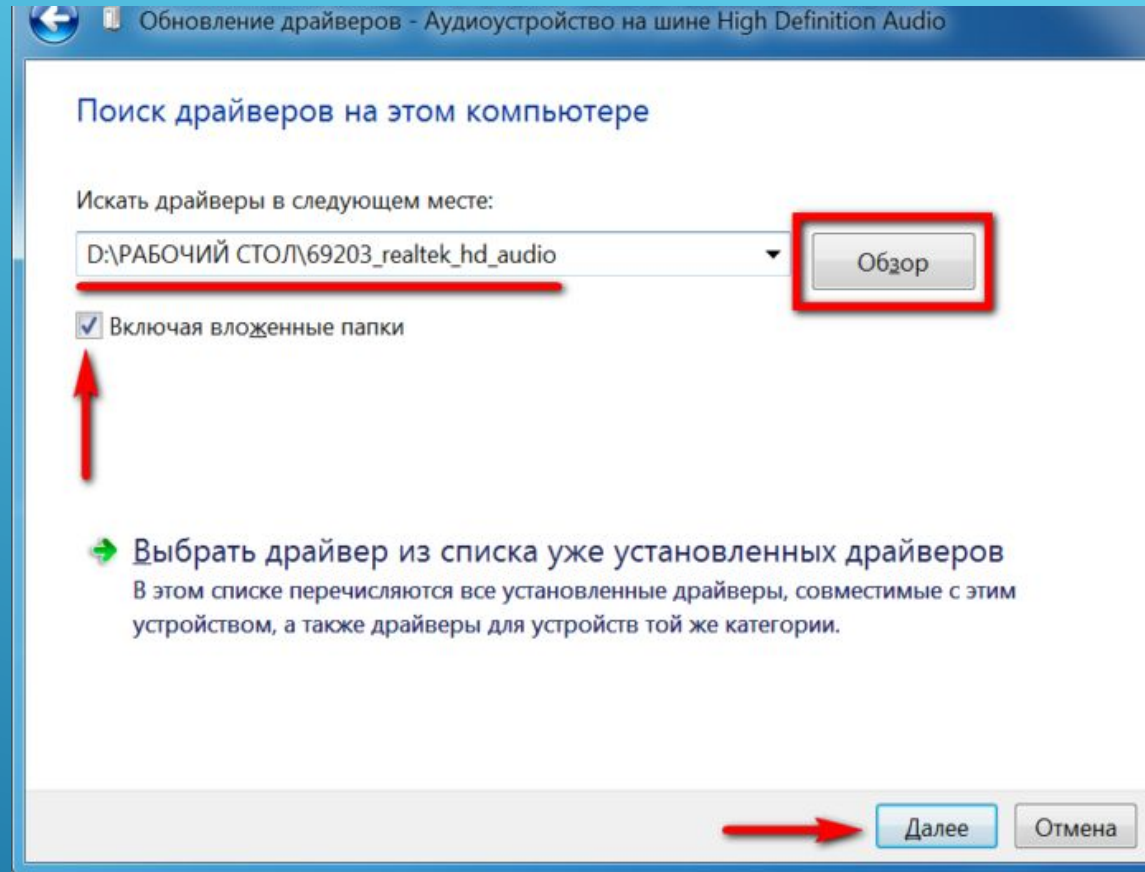 Обновление драйверов - Аудиоустройство на шине High Definition Audio
Поиск драйверов на этом компьютере
Искать драйверы в следующем месте:
D:\РАБОЧИЙ СТОЛ\69203_realtek_hd_audio
Обзор
Включая вложенные папки
Выбрать драйвер из списка уже установленных драйверов
В этом списке перечисляются все установленные драйверы, совместимые с этим
устройством, а также драйверы для устройств той же категории.
Далее
Отмена